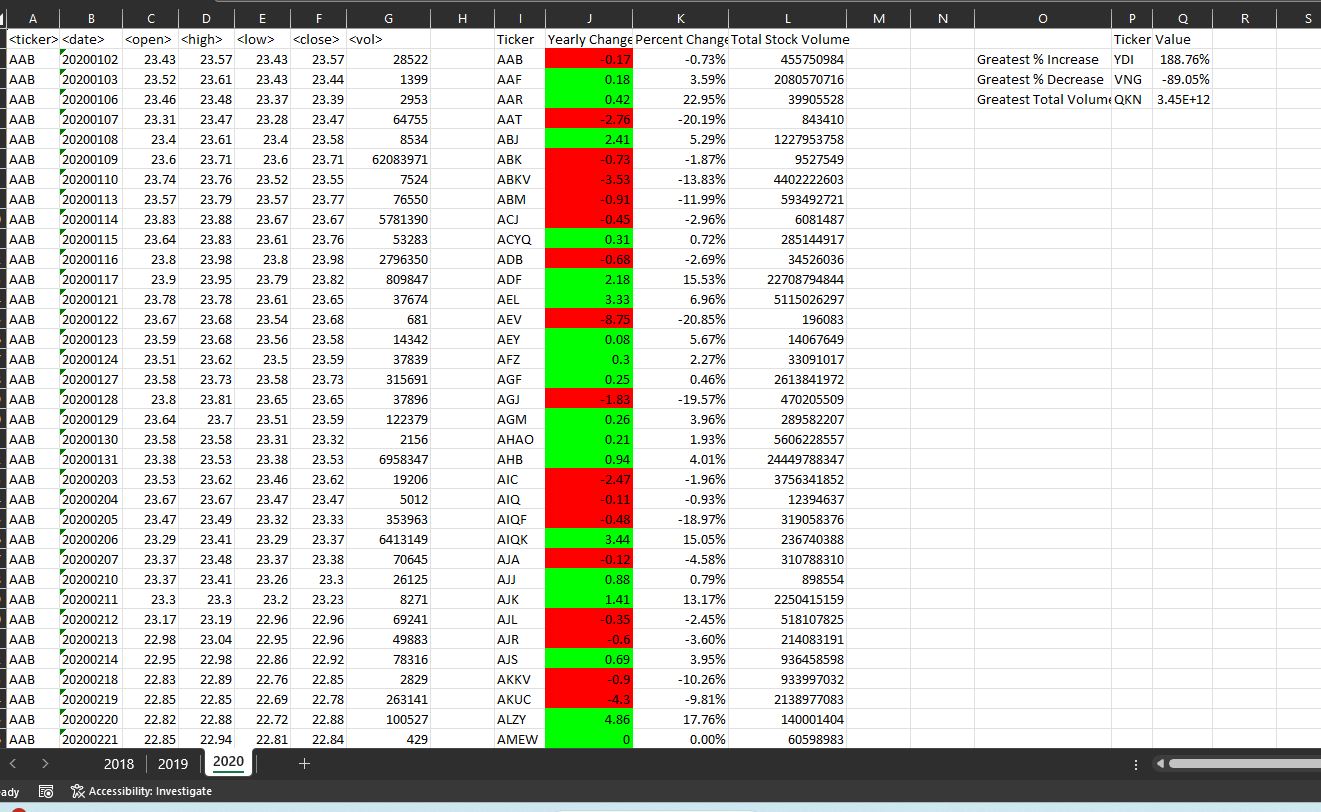 A B C D E F G H I J K L M N O P Q R S
<ticker> <date> <open> <high> <low> <close> <vol> Ticker Yearly Change Percent Change Total Stock Volume Ticker Value
AAB 20200102 23.43 23.57 23.43 23.57 28522 AAB -0.17 -0.73% 455750984 Greatest % Increase YDI 188.76%
AAB 20200103 23.52 23.61 23.43 23.44 1399 AAF 0.18 3.59% 2080570716 Greatest % Decrease VNG -89.05%
AAB 20200106 23.46 23.48 23.37 23.39 2953 AAR 0.42 22.95% 39905528 Greatest Total Volume QKN 3.45E+12
AAB 20200107 23.31 23.47 23.28 23.47 64755 AAT -2.76 -20.19% 843410
AAB 20200108 23.4 23.61 23.4 23.58 8534 ABJ 2.41 5.29% 1227953758
AAB 20200109 23.6 23.71 23.6 23.71 62083971 ABK -0.73 -1.87% 9527549
AAB 20200110 23.74 23.76 23.52 23.55 7524 ABKV -3.53 -13.83% 4402222603
AAB 20200113 23.57 23.79 23.57 23.77 76550 ABM -0.91 -11.99% 593492721
AAB 20200114 23.83 23.88 23.67 23.67 5781390 ACJ -0.45 -2.96% 6081487
AAB 20200115 23.64 23.83 23.61 23.76 53283 ACYQ 0.31 0.72% 285144917
AAB 20200116 23.8 23.98 23.8 23.98 2796350 ADB -0.68 -2.69% 34526036
AAB 20200117 23.9 23.95 23.79 23.82 809847 ADF 2.18 15.53% 22708794844
AAB 20200121 23.78 23.78 23.61 23.65 37674 AEL 3.33 6.96% 5115026297
AAB 20200122 23.67 23.68 23.54 23.68 681 AEV -8.75 -20.85% 196083
AAB 20200123 23.59 23.68 23.56 23.58 14342 AEY 0.08 5.67% 14067649
AAB 20200124 23.51 23.62 23.5 23.59 37839 AFZ 0.3 2.27% 33091017
AAB 20200127 23.58 23.73 23.58 23.73 315691 AGF 0.25 0.46% 2613841972
AAB 20200128 23.8 23.81 23.65 23.65 37896 AGJ -1.83 -19.57% 470205509
AAB 20200129 23.64 23.7 23.51 23.59 122379 AGM 0.26 3.96% 289582207
AAB 20200130 23.58 23.58 23.31 23.32 2156 AHAO 0.21 1.93% 5606228557
AAB 20200131 23.38 23.53 23.38 23.53 6958347 AHB 0.94 4.01% 24449788347
AAB 20200203 23.53 23.62 23.46 23.62 19206 AIC -2.47 -1.96% 3756341852
AAB 20200204 23.67 23.67 23.47 23.47 5012 AIQ -0.11 -0.93% 12394637
AAB 20200205 23.47 23.49 23.32 23.33 353963 AIQF -0.48 -18.97% 319058376
AAB 20200206 23.29 23.41 23.29 23.37 6413149 AIQK 3.44 15.05% 236740388
AAB 20200207 23.37 23.48 23.37 23.38 70645 AJA -0.12 -4.58% 310788310
AAB 20200210 23.37 23.41 23.26 23.3 26125 AJJ 0.88 0.79% 898554
AAB 20200211 23.3 23.3 23.2 23.23 8271 AJK 1.41 13.17% 2250415159
AAB 20200212 23.17 23.19 22.96 22.96 69241 AJL -0.35 -2.45% 518107825
AAB 20200213 22.98 23.04 22.95 22.96 49883 AJR -0.6 -3.60% 214083191
AAB 20200214 22.95 22.98 22.86 22.92 78316 AJS 0.69 3.95% 936458598
AAB 20200218 22.83 22.89 22.76 22.85 2829 AKKV -0.9 -10.26% 933997032
AAB 20200219 22.85 22.85 22.69 22.78 263141 AKUC -4.3 -9.81% 2138977083
AAB 20200220 22.82 22.88 22.72 22.88 100527 ALZY 4.86 17.76% 140001404
AAB 20200221 22.85 22.94 22.81 22.84 429 AMEW 0 0.00% 60598983
2018 2019 2020
ady Accessibility: Investigate